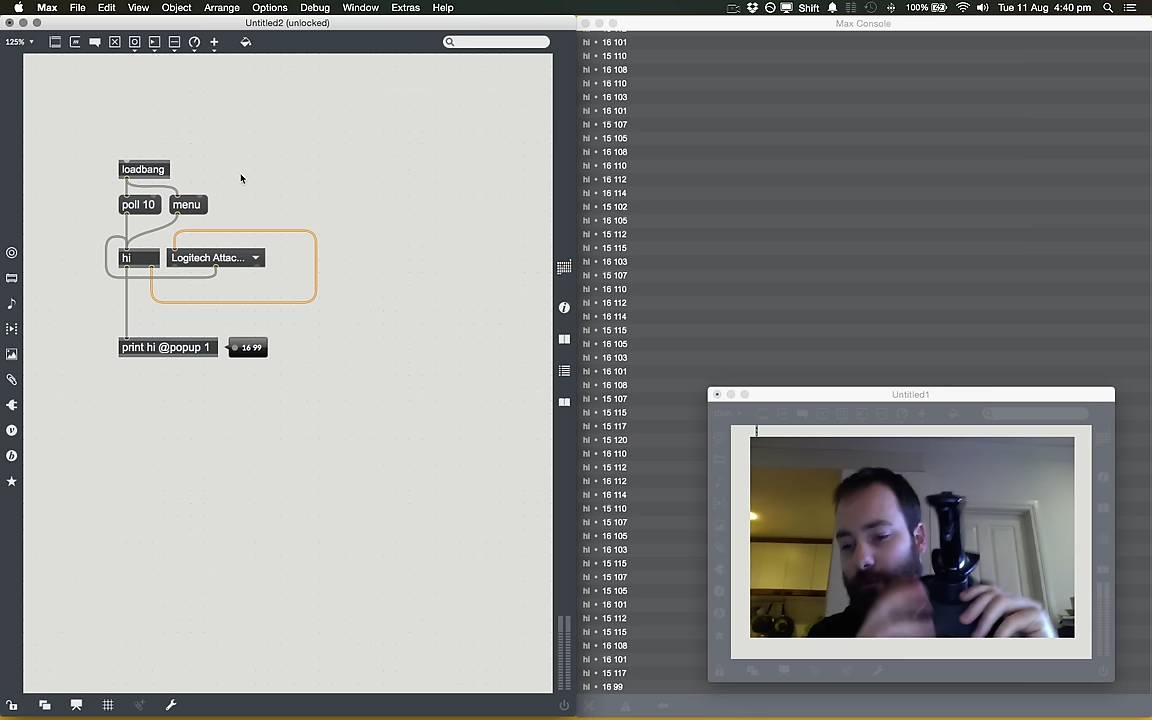 Max File Edit View Object Arrange Options Debug Window Extras Help Shift 100% Tue 11 Aug 4:40 pm
Untitled2 (unlocked)
Max Console
125%
loadbang
poll 10 menu
hi Logitech Attac...
print hi @popup 1 16 99
hi • 16 101
hi • 15 110
hi • 16 108
hi • 16 110
hi • 16 103
hi • 16 101
hi • 15 107
hi • 15 105
hi • 16 108
hi • 16 110
hi • 16 112
hi • 16 114
hi • 15 102
hi • 16 105
hi • 15 112
hi • 15 115
hi • 16 103
hi • 15 107
hi • 16 110
hi • 16 112
hi • 16 114
hi • 15 115
hi • 16 105
hi • 16 103
hi • 16 101
hi • 16 108
hi • 15 107
hi • 15 115
hi • 15 117
hi • 15 120
hi • 16 110
hi • 15 112
hi • 16 112
hi • 16 114
hi • 15 110
hi • 15 107
hi • 16 105
hi • 16 103
hi • 15 115
hi • 15 107
hi • 15 105
hi • 16 101
hi • 15 112
hi • 15 115
hi • 16 108
hi • 16 101
hi • 15 117
hi • 16 99
Untitled1